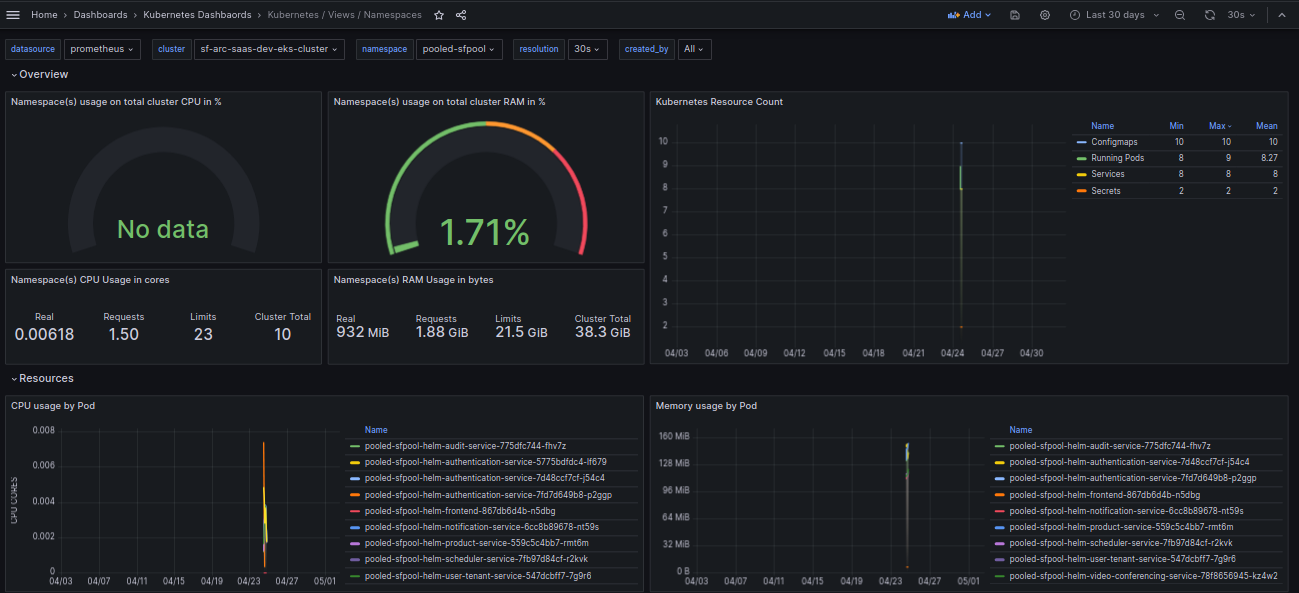 Home › Dashboards › Kubernetes Dashbaords › Kubernetes / Views / Namespaces Add Last 30 days 30s
datasource prometheus cluster sf-arc-saas-dev-eks-cluster namespace pooled-sfpool resolution 30s created_by All
Overview
Namespace(s) usage on total cluster CPU in %
No data
Namespace(s) usage on total cluster RAM in %
1.71%
Namespace(s) CPU Usage in cores
Real Requests Limits Cluster Total
0.00618 1.50 23 10
Namespace(s) RAM Usage in bytes
Real Requests Limits Cluster Total
932 MiB 1.88 GiB 21.5 GiB 38.3 GiB
Kubernetes Resource Count
10
9
8
7
6
5
4
3
2
04/03 04/06 04/09 04/12 04/15 04/18 04/21 04/24 04/27 04/30
Name Min Max Mean
Configmaps 10 10 10
Running Pods 8 9 8.27
Services 8 8 8
Secrets 2 2 2
Resources
CPU usage by Pod
CPU CORES
0.008
0.006
0.004
0.002
0
04/03 04/07 04/11 04/15 04/19 04/23 04/27 05/01
Name
pooled-sfpool-helm-audit-service-775dfc744-fhv7z
pooled-sfpool-helm-authentication-service-5775bdfdc4-lf679
pooled-sfpool-helm-authentication-service-7d48ccf7cf-j54c4
pooled-sfpool-helm-authentication-service-7fd7d649b8-p2ggp
pooled-sfpool-helm-frontend-867db6d4b-n5dbg
pooled-sfpool-helm-notification-service-6cc8b89678-nt59s
pooled-sfpool-helm-product-service-559c5c4bb7-rmt6m
pooled-sfpool-helm-scheduler-service-7fb97d84cf-r2kvk
pooled-sfpool-helm-user-tenant-service-547dcbff7-7g9r6
Memory usage by Pod
160 MiB
128 MiB
96 MiB
64 MiB
32 MiB
0 B
04/03 04/07 04/11 04/15 04/19 04/23 04/27 05/01
Name
pooled-sfpool-helm-audit-service-775dfc744-fhv7z
pooled-sfpool-helm-authentication-service-7d48ccf7cf-j54c4
pooled-sfpool-helm-authentication-service-7fd7d649b8-p2ggp
pooled-sfpool-helm-frontend-867db6d4b-n5dbg
pooled-sfpool-helm-notification-service-6cc8b89678-nt59s
pooled-sfpool-helm-product-service-559c5c4bb7-rmt6m
pooled-sfpool-helm-scheduler-service-7fb97d84cf-r2kvk
pooled-sfpool-helm-user-tenant-service-547dcbff7-7g9r6
pooled-sfpool-helm-video-conferencing-service-78f8656945-kz4w2